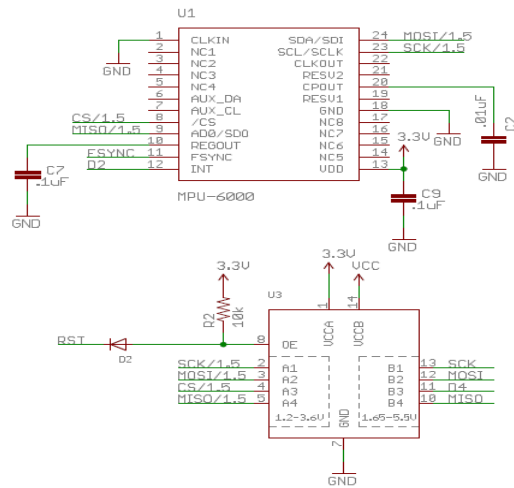 U1
1 CLKIN SDA/SDI 24 MOSI/1.5
2 NC1 SCL/SCLK 23 SCK/1.5
3 NC2 CLKOUT 22
GND 4 NC3 RESV2 21
5 NC4 CPOUT 20
6 AUX_DA RESV1 19
7 AUX_CL GND 18
CS/1.5 8 /CS NC8 17 GND
MISO/1.5 9 AD0/SDO NC7 16 3.3V
10 REGOUT NC6 15
FSYNC 11 FSYNC NC5 14
D2 12 INT VDD 13
.01uF C2
GND
C7
.1uF
GND
MPU-6000
C9
.1uF
GND
3.3V 3.3V VCC
R2 10k
U3
1 VCCA 14 VCCB
RST D2 8 OE
SCK/1.5 2 A1 B1 13 SCK
MOSI/1.5 3 A2 B2 12 MOSI
CS/1.5 4 A3 B3 11 D4
MISO/1.5 5 A4 B4 10 MISO
1.2-3.6V GND 1.65-5.5V
7
GND